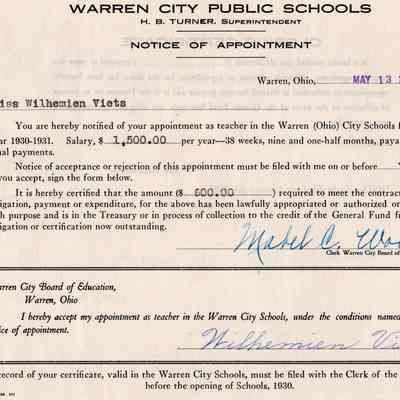 WARREN CITY PUBLIC SCHOOLS
H. B. TURNER, SUPERINTENDENT
NOTICE OF APPOINTMENT
Warren, Ohio, MAY 13
iss Wilhemien Viets
You are hereby notified of your appointment as teacher in the Warren (Ohio) City Schools f
ar 1930-1931. Salary, $ 1,500.00 per year—38 weeks, nine and one-half months, paya
al payments.
Notice of acceptance or rejection of this appointment must be filed with me on or before
you accept, sign the form below.
It is hereby certified that the amount ($ 600.00 ) required to meet the contract
igation, payment or expenditure, for the above has been lawfully appropriated or authorized or
h purpose and is in the Treasury or in process of collection to the credit of the General Fund fr
igation or certification now outstanding.
Mabel C. Woo
Clerk Warren City Board of
rren City Board of Education,
Warren, Ohio
I hereby accept my appointment as teacher in the Warren City Schools, under the conditions named
ice of appointment.
Wilhemien Vi
record of your certificate, valid in the Warren City Schools, must be filed with the Clerk of the
before the opening of Schools, 1930.